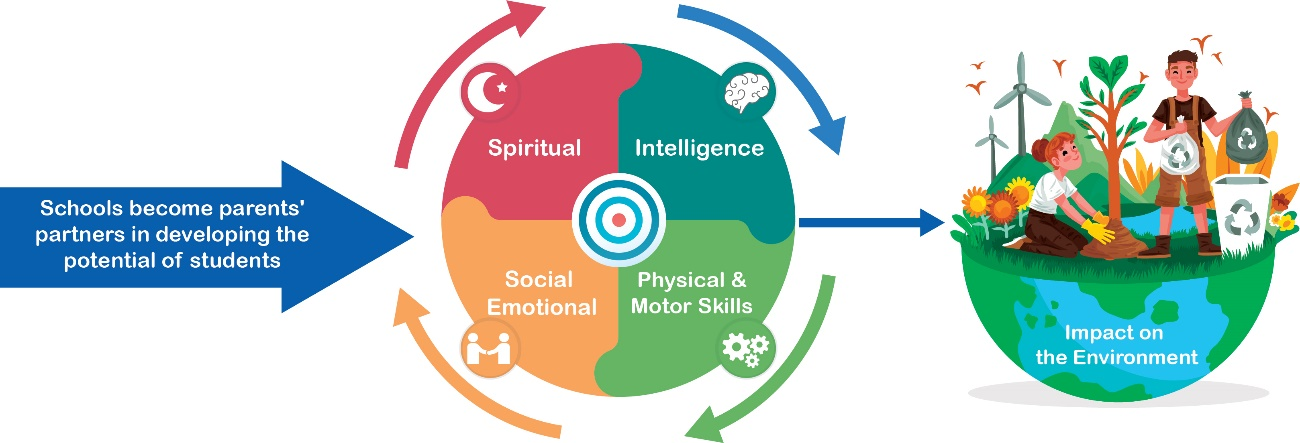 Schools become parents'
partners in developing the
potential of students
Spiritual
Intelligence
Social
Emotional
Physical &
Motor Skills
Impact on
the Environment